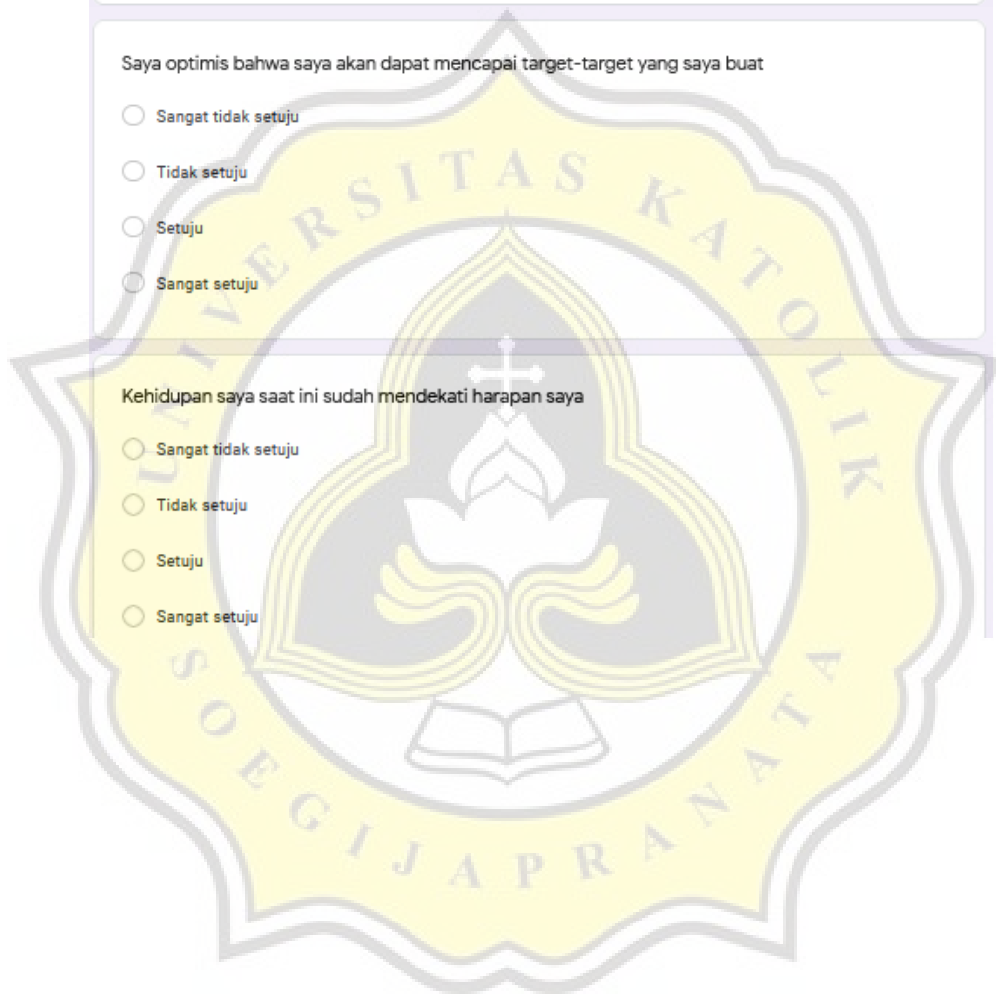 Saya optimis bahwa saya akan dapat mencapai target-target yang saya buat
Sangat tidak setuju
Tidak setuju
Setuju
Sangat setuju
Kehidupan saya saat ini sudah mendekati harapan saya
Sangat tidak setuju
Tidak setuju
Setuju
Sangat setuju
UNIVERSITAS KATOLIK
SOEGIJAPRANATA